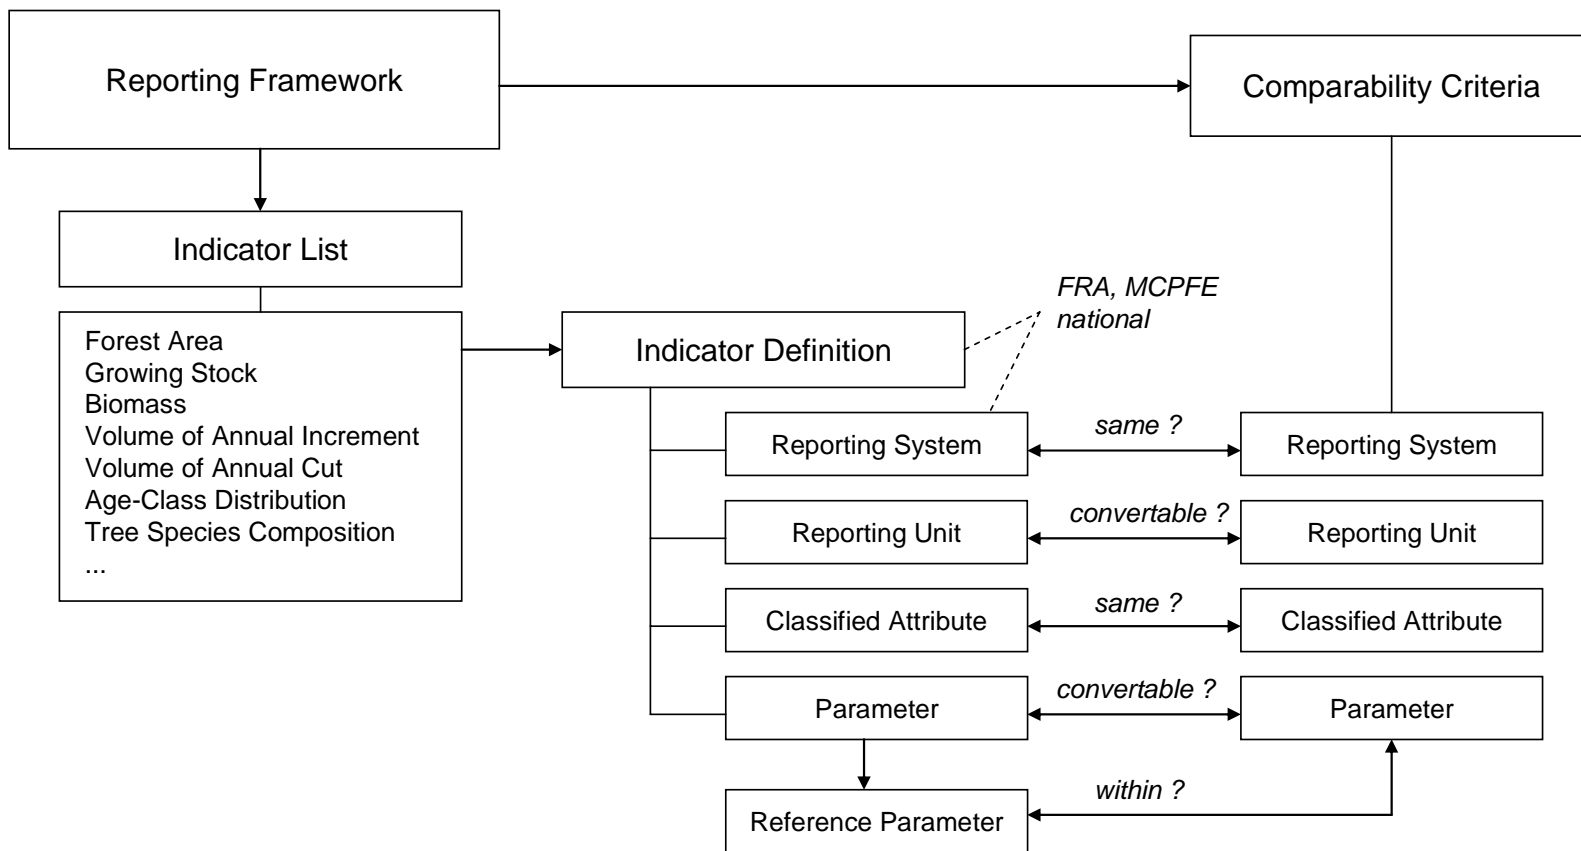 Reporting Framework
Comparability Criteria
Indicator List
Forest Area
Growing Stock
Biomass
Volume of Annual Increment
Volume of Annual Cut
Age-Class Distribution
Tree Species Composition
...
Indicator Definition
FRA, MCPFE
national
Reporting System
same ?
Reporting System
Reporting Unit
convertable ?
Reporting Unit
Classified Attribute
same ?
Classified Attribute
Parameter
convertable ?
Parameter
Reference Parameter
within ?